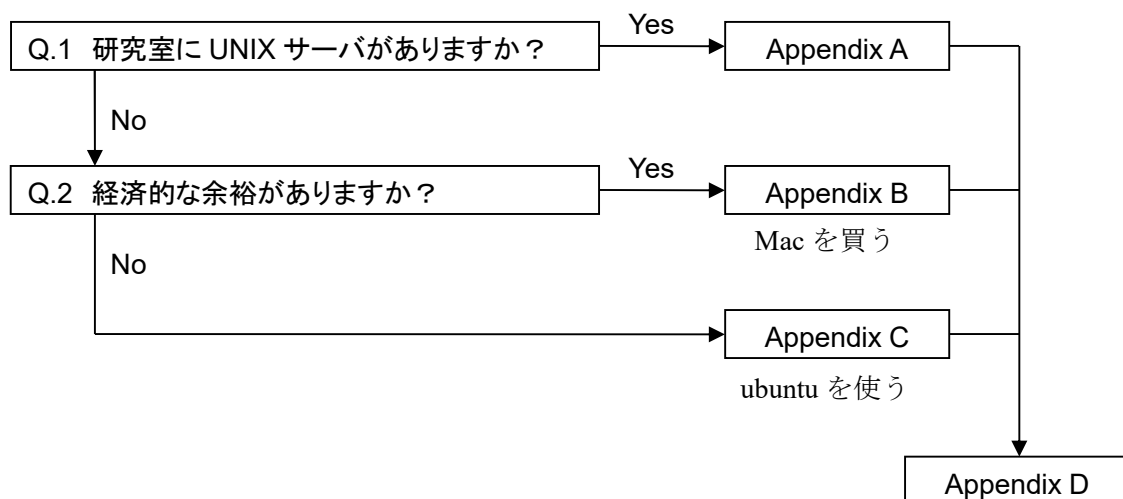 Q.1 研究室に UNIX サーバがありますか？
Yes
Appendix A
No
Q.2 経済的な余裕がありますか？
Yes
Appendix B
Mac を買う
No
Appendix C
ubuntu を使う
Appendix D